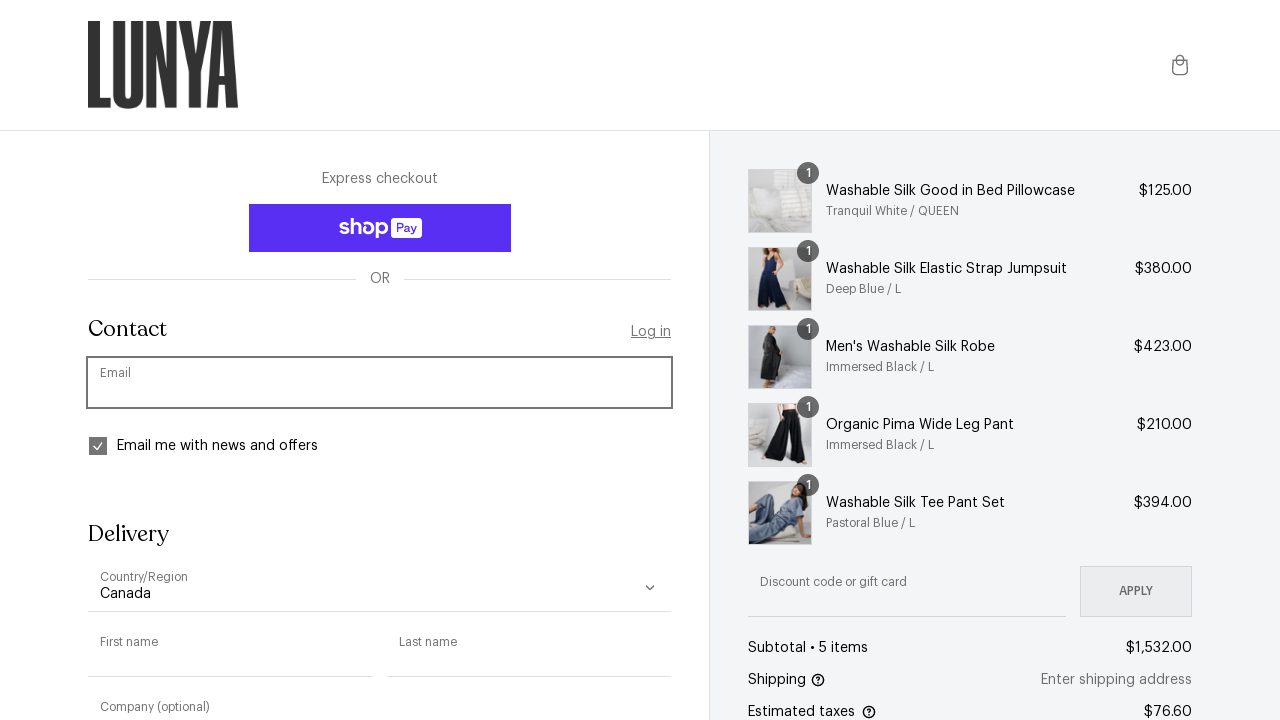 LUNYA
Express checkout
shop Pay
OR
Contact
Log in
Email
Email me with news and offers
Delivery
Country/Region
Canada
First name
Last name
Company (optional)
1
Washable Silk Good in Bed Pillowcase
$125.00
Tranquil White / QUEEN
1
Washable Silk Elastic Strap Jumpsuit
$380.00
Deep Blue / L
1
Men's Washable Silk Robe
$423.00
Immersed Black / L
1
Organic Pima Wide Leg Pant
$210.00
Immersed Black / L
1
Washable Silk Tee Pant Set
$394.00
Pastoral Blue / L
Discount code or gift card
APPLY
Subtotal • 5 items
$1,532.00
Shipping
Enter shipping address
Estimated taxes
$76.60